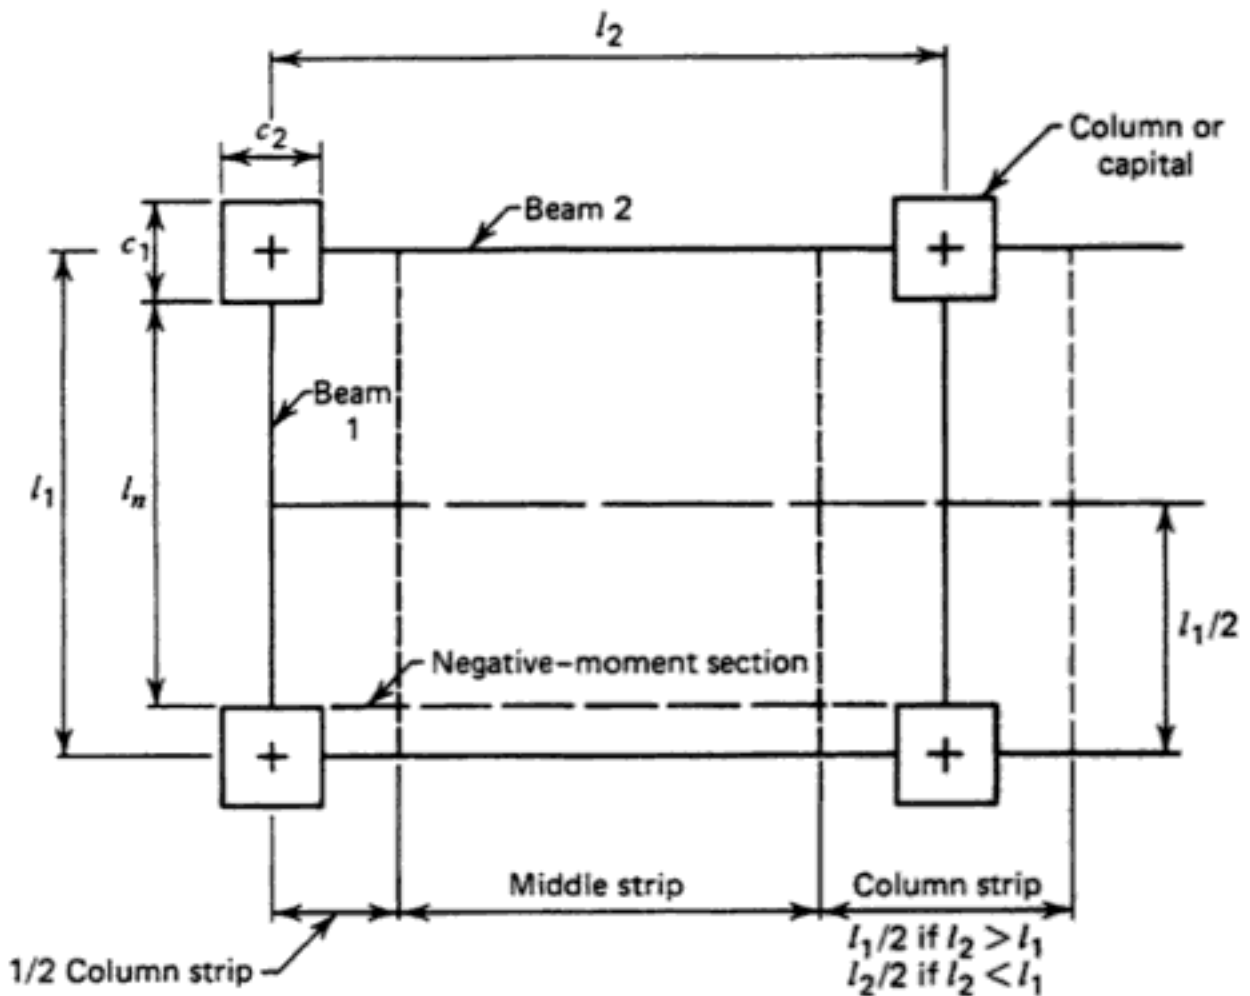 l₂
c₂
Column or
capital
Beam 2
c₁
Beam
1
l₁
lₙ
l₁/2
Negative-moment section
Middle strip
Column strip
l₁/2 if l₂ > l₁
l₂/2 if l₂ < l₁
1/2 Column strip